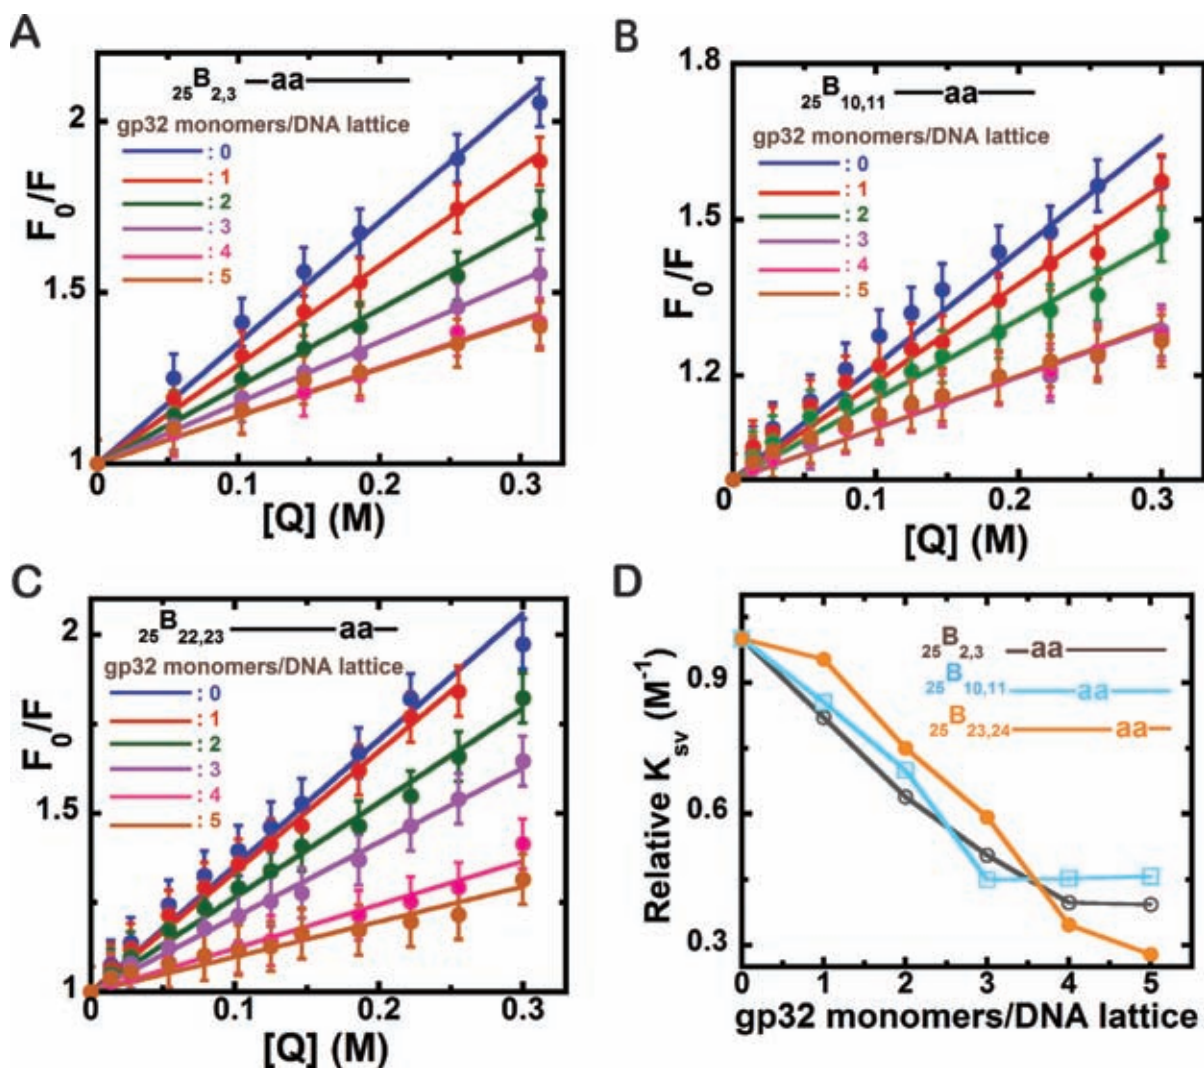 A
₂₅B₂,₃ aa
gp32 monomers/DNA lattice
: 0
: 1
: 2
: 3
: 4
: 5
F₀/F
2
1.5
1
0 0.1 0.2 0.3
[Q] (M)
B
₂₅B₁₀,₁₁ aa
gp32 monomers/DNA lattice
: 0
: 1
: 2
: 3
: 4
: 5
F₀/F
1.8
1.5
1.2
0 0.1 0.2 0.3
[Q] (M)
C
₂₅B₂₂,₂₃ aa
gp32 monomers/DNA lattice
: 0
: 1
: 2
: 3
: 4
: 5
F₀/F
2
1.5
1
0 0.1 0.2 0.3
[Q] (M)
D
₂₅B₂,₃ aa
₂₅B₁₀,₁₁ aa
₂₅B₂₃,₂₄ aa
Relative Kₛᵥ (M⁻¹)
0.9
0.6
0.3
0 1 2 3 4 5
gp32 monomers/DNA lattice